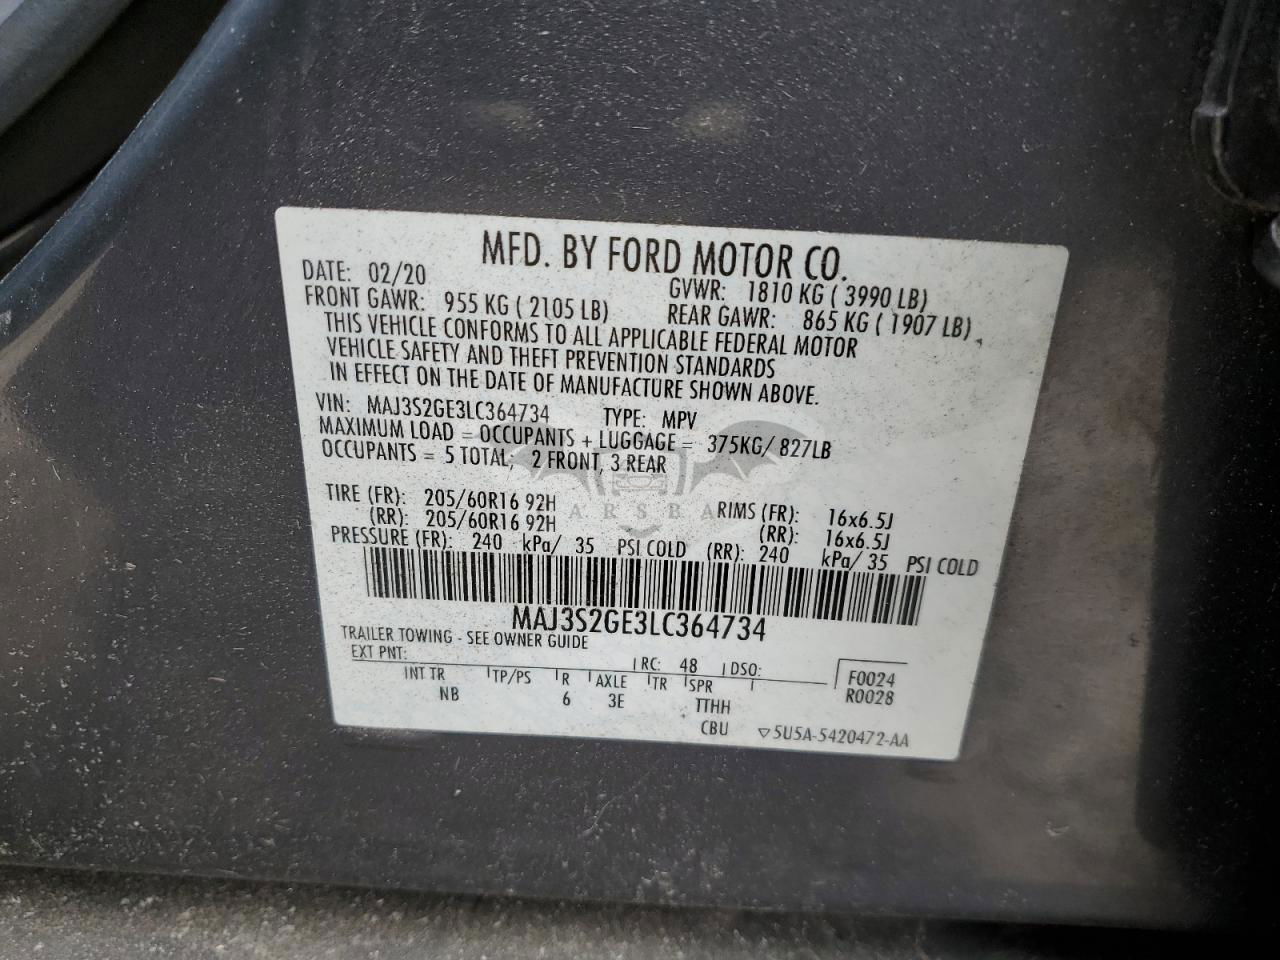 MFD. BY FORD MOTOR CO.
DATE: 02/20 GVWR: 1810 KG ( 3990 LB)
FRONT GAWR: 955 KG ( 2105 LB) REAR GAWR: 865 KG ( 1907 LB)
THIS VEHICLE CONFORMS TO ALL APPLICABLE FEDERAL MOTOR
VEHICLE SAFETY AND THEFT PREVENTION STANDARDS
IN EFFECT ON THE DATE OF MANUFACTURE SHOWN ABOVE.
VIN: MAJ3S2GE3LC364734 TYPE: MPV
MAXIMUM LOAD = OCCUPANTS + LUGGAGE = 375KG/ 827LB
OCCUPANTS = 5 TOTAL, 2 FRONT, 3 REAR
TIRE (FR): 205/60R16 92H RIMS (FR): 16x6.5J
(RR): 205/60R16 92H (RR): 16x6.5J
PRESSURE (FR): 240 kPa/ 35 PSI COLD (RR): 240 kPa/ 35 PSI COLD
MAJ3S2GE3LC364734
TRAILER TOWING - SEE OWNER GUIDE
EXT PNT: RC: 48 DSO: F0024
INT TR TP/PS R AXLE TR SPR R0028
NB 6 3E TTHH
CBU ▽5U5A-5420472-AA